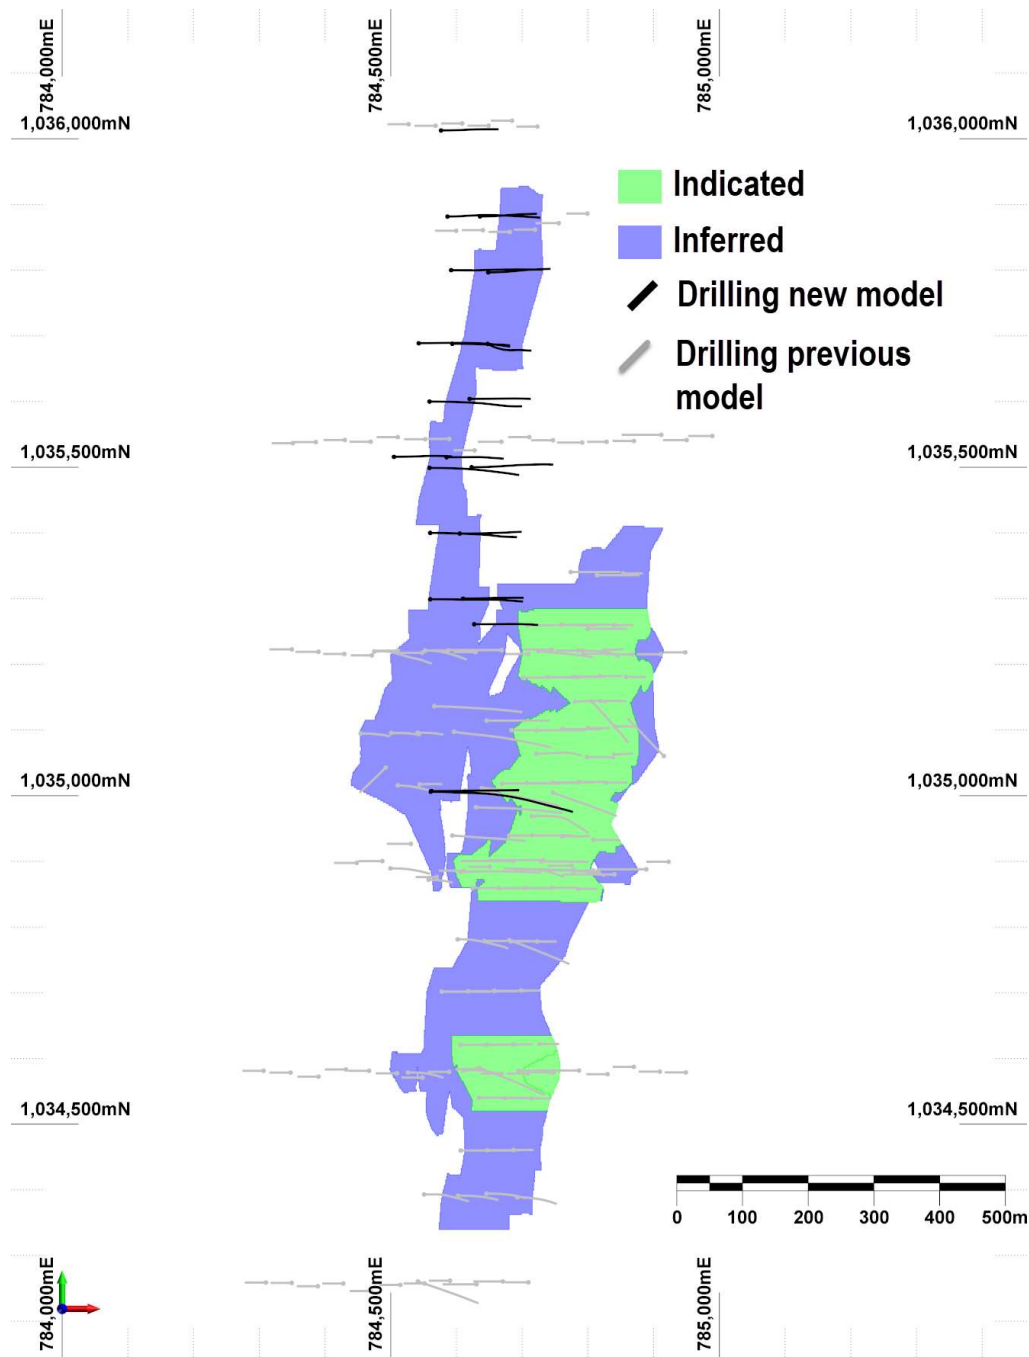 784,000mE
784,500mE
785,000mE
1,036,000mN
1,036,000mN
Indicated
Inferred
Drilling new model
Drilling previous
model
1,035,500mN
1,035,500mN
1,035,000mN
1,035,000mN
1,034,500mN
1,034,500mN
0 100 200 300 400 500m
784,000mE
784,500mE
785,000mE